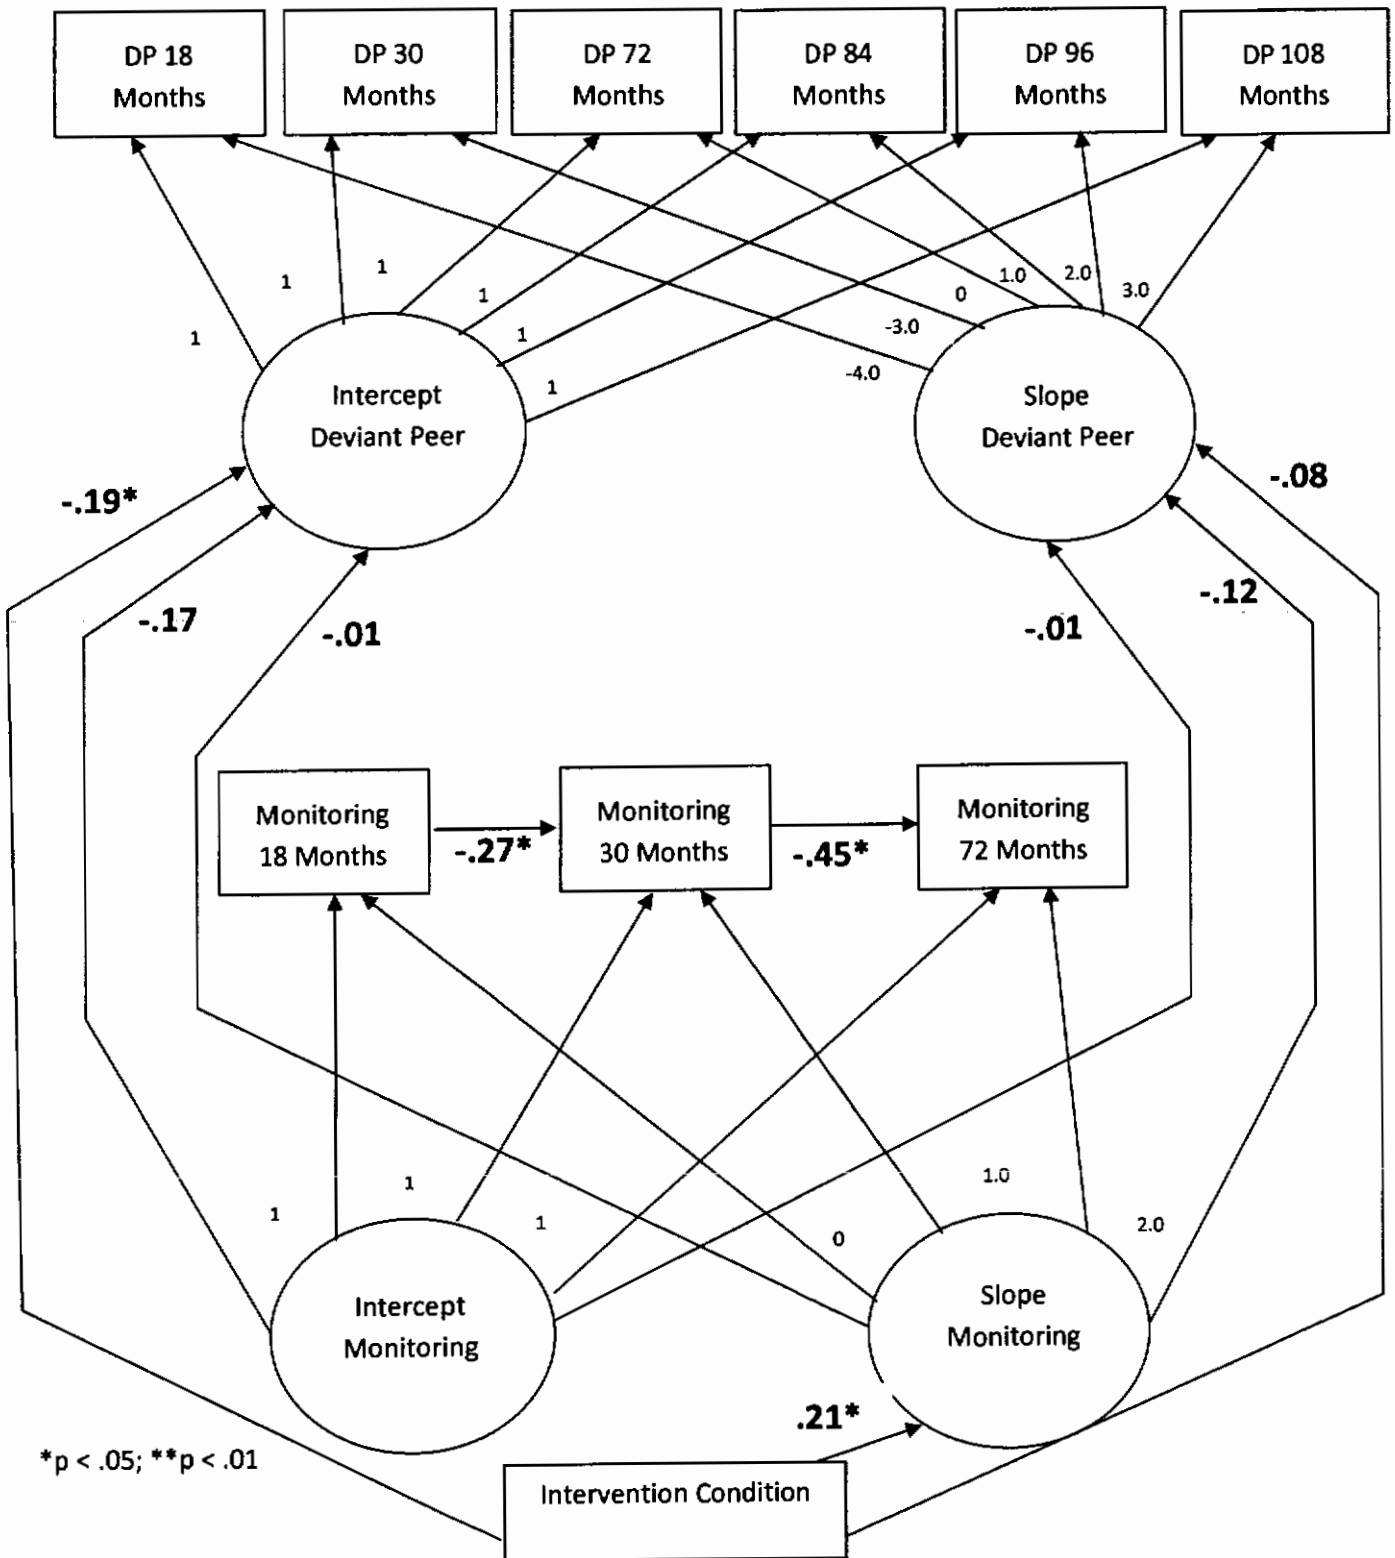 DP 18
Months
DP 30
Months
DP 72
Months
DP 84
Months
DP 96
Months
DP 108
Months
1
1
1
1
1
1
-4.0
-3.0
0
1.0
2.0
3.0
Intercept
Deviant Peer
Slope
Deviant Peer
-.19*
-.17
-.01
-.01
-.12
-.08
Monitoring
18 Months
-.27*
Monitoring
30 Months
-.45*
Monitoring
72 Months
1
1
1
0
1.0
2.0
Intercept
Monitoring
Slope
Monitoring
.21*
*p < .05; **p < .01
Intervention Condition